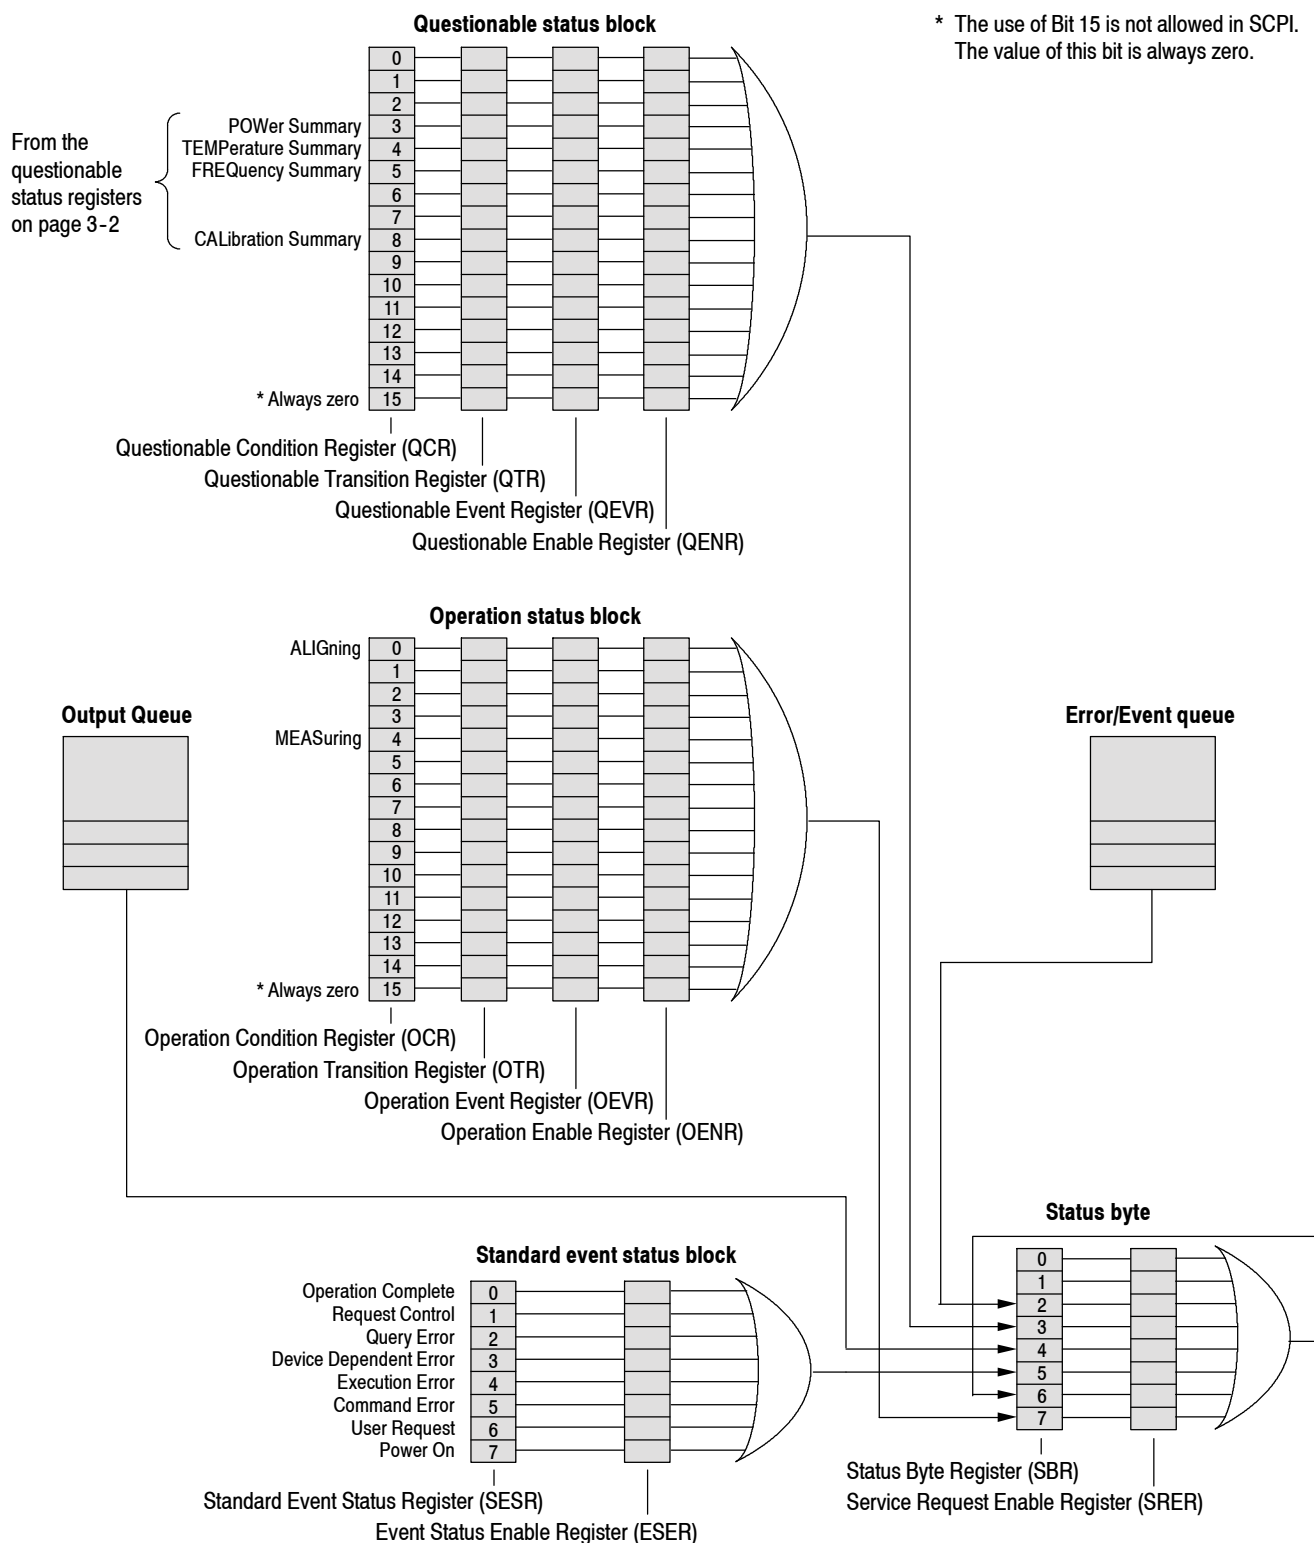 Questionable status block
* The use of Bit 15 is not allowed in SCPI.
The value of this bit is always zero.
0
1
2
From the
questionable
status registers
on page 3-2
POWer Summary 3
TEMPerature Summary 4
FREQuency Summary 5
6
7
CALibration Summary 8
9
10
11
12
13
14
* Always zero 15
Questionable Condition Register (QCR)
Questionable Transition Register (QTR)
Questionable Event Register (QEVR)
Questionable Enable Register (QENR)
Operation status block
ALIGning 0
1
2
3
MEASuring 4
5
6
7
8
9
10
11
12
13
14
* Always zero 15
Output Queue
Error/Event queue
Operation Condition Register (OCR)
Operation Transition Register (OTR)
Operation Event Register (OEVR)
Operation Enable Register (OENR)
Standard event status block
Operation Complete 0
Request Control 1
Query Error 2
Device Dependent Error 3
Execution Error 4
Command Error 5
User Request 6
Power On 7
Standard Event Status Register (SESR)
Event Status Enable Register (ESER)
Status byte
0
1
2
3
4
5
6
7
Status Byte Register (SBR)
Service Request Enable Register (SRER)